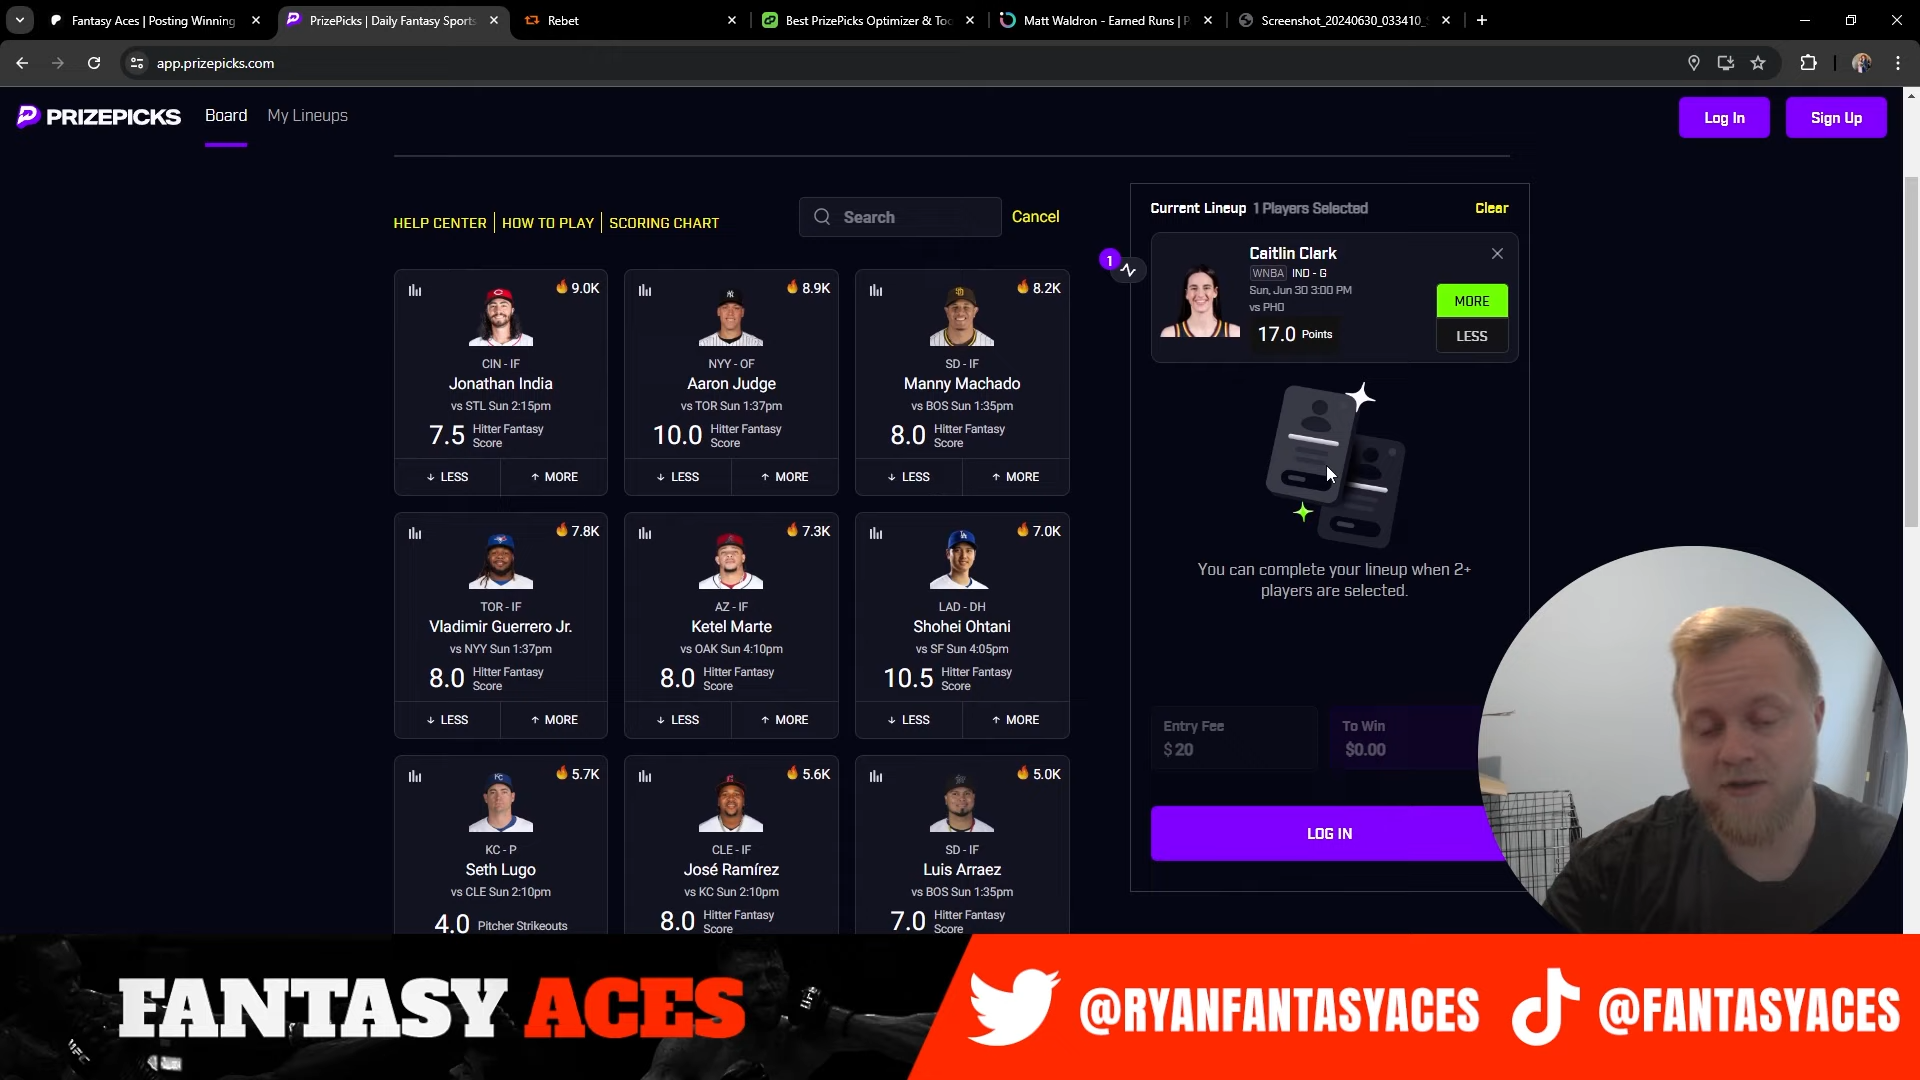 Fantasy Aces | Posting Winning
PrizePicks | Daily Fantasy Sports
Rebet
Best PrizePicks Optimizer & Too
Matt Waldron - Earned Runs | P
Screenshot_20240630_033410_
app.prizepicks.com
PRIZEPICKS
Board
My Lineups
Log In
Sign Up
HELP CENTER
HOW TO PLAY
SCORING CHART
Search
Cancel
9.0K
CIN - IF
Jonathan India
vs STL Sun 2:15pm
7.5 Hitter Fantasy
Score
LESS
MORE
8.9K
NYY - OF
Aaron Judge
vs TOR Sun 1:37pm
10.0 Hitter Fantasy
Score
LESS
MORE
8.2K
SD - IF
Manny Machado
vs BOS Sun 1:35pm
8.0 Hitter Fantasy
Score
LESS
MORE
7.8K
TOR - IF
Vladimir Guerrero Jr.
vs NYY Sun 1:37pm
8.0 Hitter Fantasy
Score
LESS
MORE
7.3K
AZ - IF
Ketel Marte
vs OAK Sun 4:10pm
8.0 Hitter Fantasy
Score
LESS
MORE
7.0K
LAD - DH
Shohei Ohtani
vs SF Sun 4:05pm
10.5 Hitter Fantasy
Score
LESS
MORE
5.7K
KC - P
Seth Lugo
vs CLE Sun 2:10pm
4.0 Pitcher Strikeouts
5.6K
CLE - IF
José Ramírez
vs KC Sun 2:10pm
8.0 Hitter Fantasy
Score
5.0K
SD - IF
Luis Arraez
vs BOS Sun 1:35pm
7.0 Hitter Fantasy
Score
Current Lineup 1 Players Selected
Clear
1
Caitlin Clark
WNBA IND - G
Sun, Jun 30 3:00 PM
vs PHO
17.0 Points
MORE
LESS
You can complete your lineup when 2+
players are selected.
Entry Fee
$ 20
To Win
$0.00
LOG IN
FANTASY ACES
@RYANFANTASYACES
@FANTASYACES